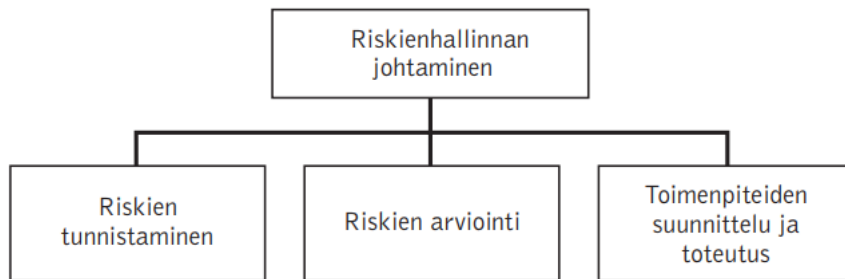 Riskienhallinnan
johtaminen
Riskien
tunnistaminen
Riskien arviointi
Toimenpiteiden
suunnittelu ja
toteutus